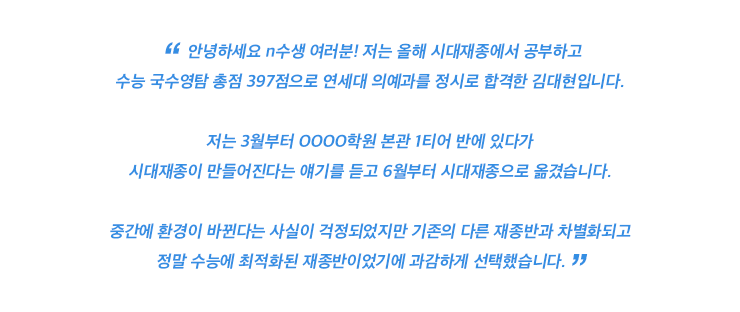 “ 안녕하세요 n수생 여러분! 저는 올해 시대재종에서 공부하고
수능 국수영탐 총점 397점으로 연세대 의예과를 정시로 합격한 김대현입니다.
저는 3월부터 OOOO학원 본관 1티어 반에 있다가
시대재종이 만들어진다는 얘기를 듣고 6월부터 시대재종으로 옮겼습니다.
중간에 환경이 바뀐다는 사실이 걱정되었지만 기존의 다른 재종반과 차별화되고
정말 수능에 최적화된 재종반이었기에 과감하게 선택했습니다. ”